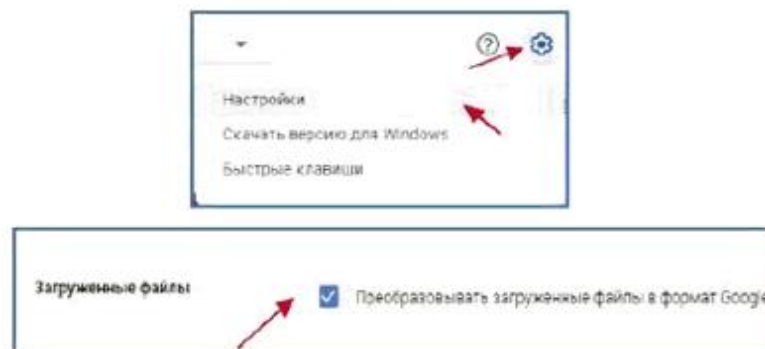 Настройки
Скачать версию для Windows
Быстрые клавиши
Загруженные файлы
Преобразовывать загруженные файлы в формат Google